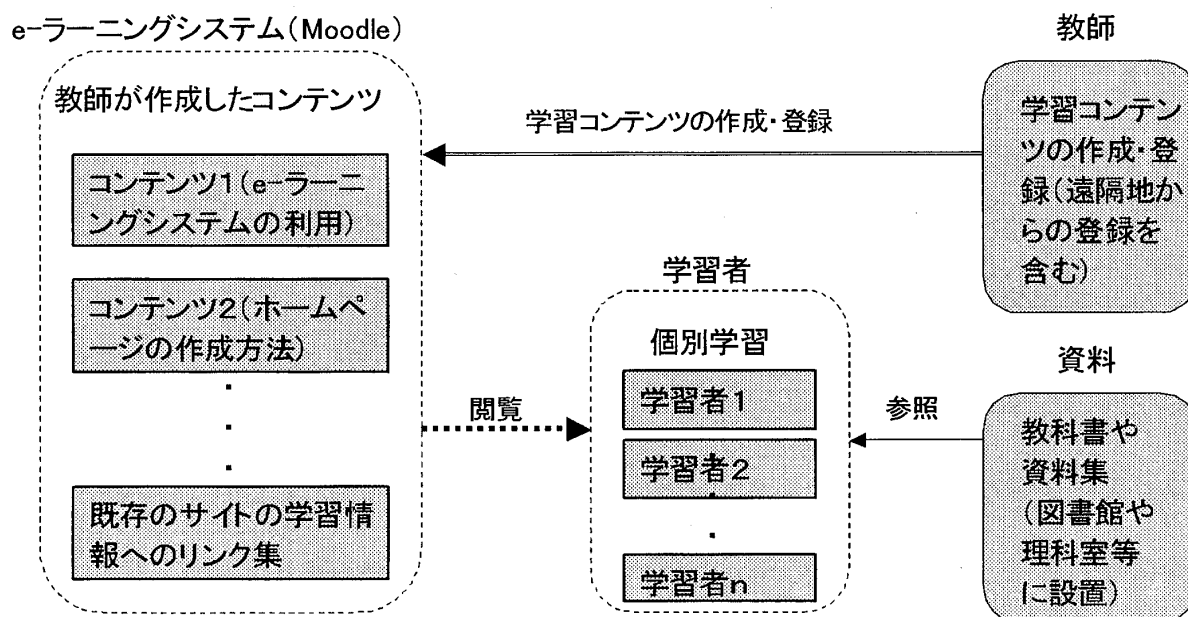 e-ラーニングシステム(Moodle)
教師が作成したコンテンツ
コンテンツ1(e-ラーニ
ングシステムの利用)
コンテンツ2(ホームペ
ージの作成方法)
既存のサイトの学習情
報へのリンク集
学習コンテンツの作成・登録
教師
学習コンテン
ツの作成・登
録(遠隔地か
らの登録を
含む)
閲覧
学習者
個別学習
学習者1
学習者2
学習者n
参照
資料
教科書や
資料集
(図書館や
理科室等
に設置)